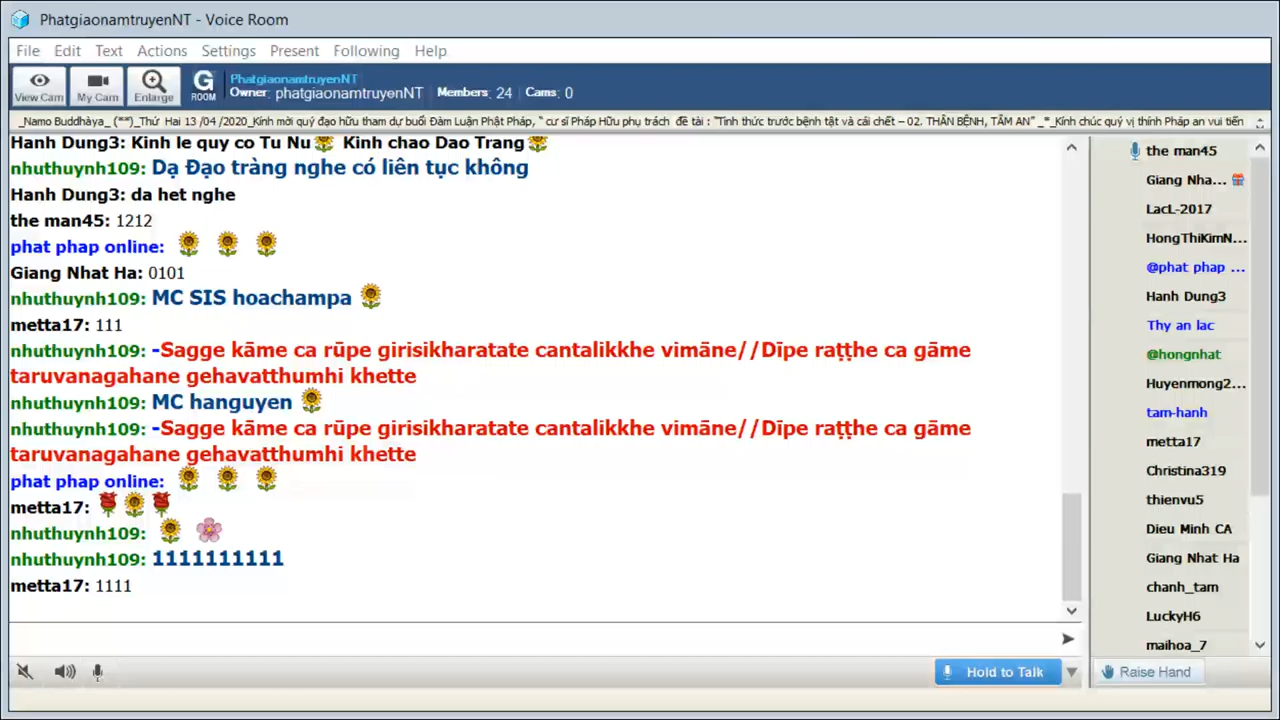 PhatgiaonamtruyenNT - Voice Room
File Edit Text Actions Settings Present Following Help
View Cam My Cam Enlarge G ROOM
PhatgiaonamtruyenNT
Owner: phatgiaonamtruyenNT Members: 24 Cams: 0
_Namo Buddhàya_ (**)_Thứ Hai 13 /04 /2020_Kính mời quý đạo hữu tham dự buổi Đàm Luận Phật Pháp, " cư sĩ Pháp Hữu phụ trách đề tài : "Tỉnh thức trước bệnh tật và cái chết – 02. THÂN BỆNH, TÂM AN" _*_Kính chúc quý vị thính Pháp an vui tiến
Hanh Dung3: Kinh le quy co Tu Nu Kinh chao Dao Trang
nhuthuynh109: Dạ Đạo tràng nghe có liên tục không
Hanh Dung3: da het nghe
the man45: 1212
phat phap online:
Giang Nhat Ha: 0101
nhuthuynh109: MC SIS hoachampa
metta17: 111
nhuthuynh109: -Sagge kāme ca rūpe girisikharatate cantalikkhe vimāne//Dīpe raṭṭhe ca gāme
taruvanagahane gehavatthumhi khette
nhuthuynh109: MC hanguyen
nhuthuynh109: -Sagge kāme ca rūpe girisikharatate cantalikkhe vimāne//Dīpe raṭṭhe ca gāme
taruvanagahane gehavatthumhi khette
phat phap online:
metta17:
nhuthuynh109:
nhuthuynh109: 1111111111
metta17: 1111
the man45
Giang Nha...
LacL-2017
HongThiKimN...
@phat phap ...
Hanh Dung3
Thy an lac
@hongnhat
Huyenmong2...
tam-hanh
metta17
Christina319
thienvu5
Dieu Minh CA
Giang Nhat Ha
chanh_tam
LuckyH6
maihoa_7
Hold to Talk
Raise Hand